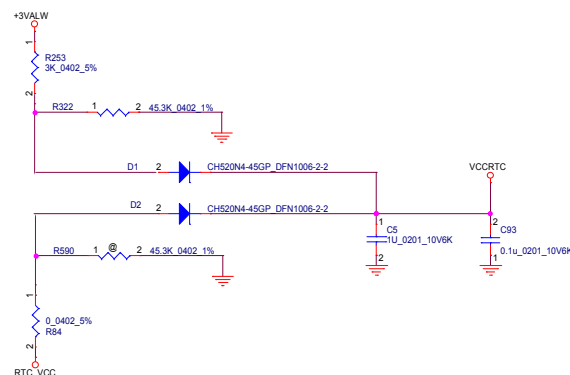 +3VALW
1
R253
3K_0402_5%
2
R322 1 2 45.3K_0402_1%
D1 2 CH520N4-45GP_DFN1006-2-2
VCCRTC
D2 2 CH520N4-45GP_DFN1006-2-2
1 2
C5 C93
1U_0201_10V6K
0.1u_0201_10V6K
2 1
R590 1 @ 2 45.3K_0402_1%
1
0_0402_5%
R84
2
RTC_VCC